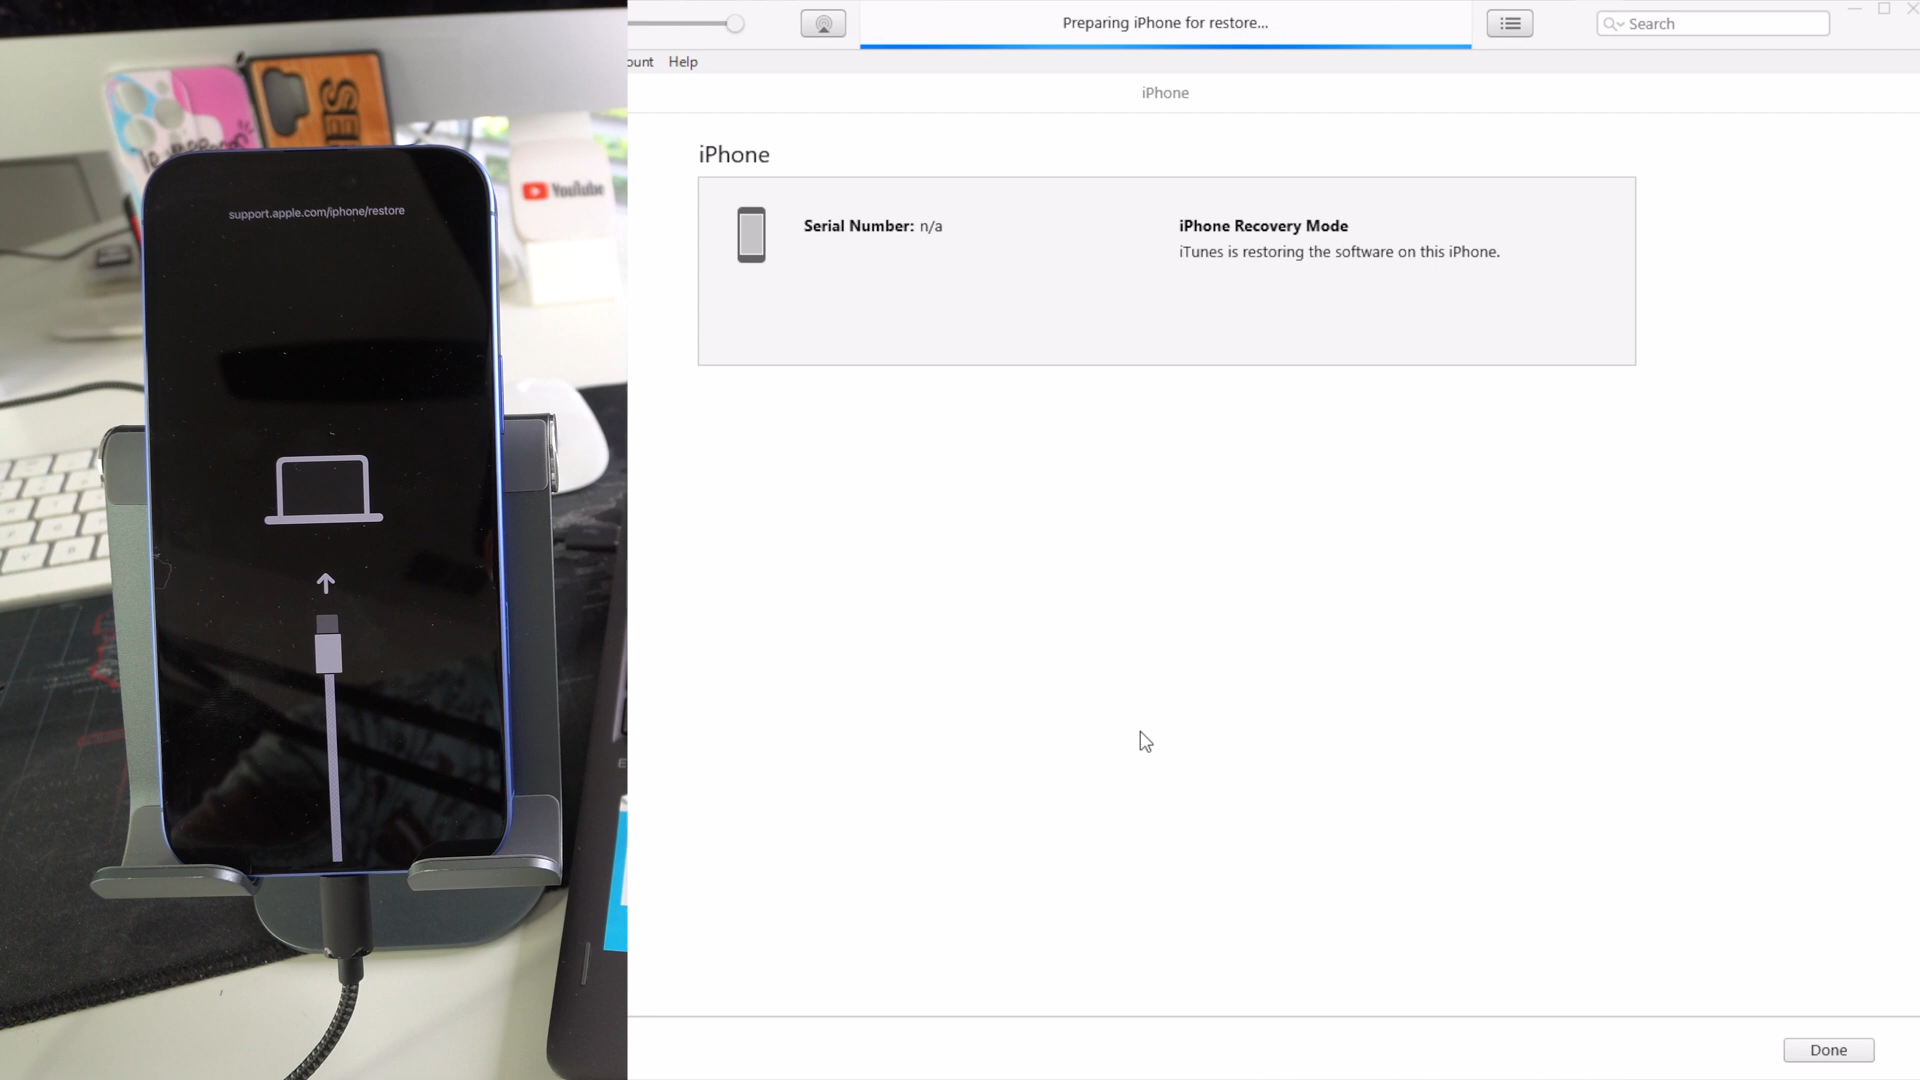 support.apple.com/iphone/restore
YouTube
Preparing iPhone for restore...
Search
ount Help
iPhone
iPhone
Serial Number: n/a
iPhone Recovery Mode
iTunes is restoring the software on this iPhone.
Done